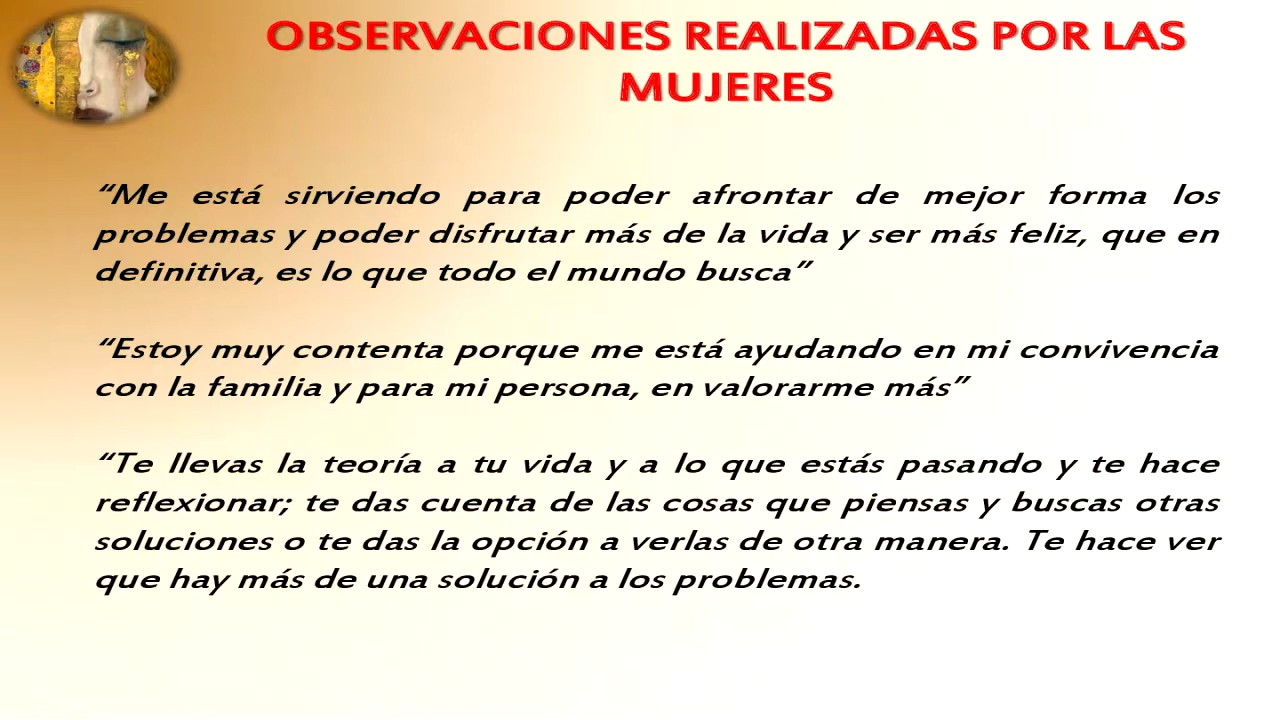 OBSERVACIONES REALIZADAS POR LAS
MUJERES
“Me está sirviendo para poder afrontar de mejor forma los
problemas y poder disfrutar más de la vida y ser más feliz, que en
definitiva, es lo que todo el mundo busca”
“Estoy muy contenta porque me está ayudando en mi convivencia
con la familia y para mi persona, en valorarme más”
“Te llevas la teoría a tu vida y a lo que estás pasando y te hace
reflexionar; te das cuenta de las cosas que piensas y buscas otras
soluciones o te das la opción a verlas de otra manera. Te hace ver
que hay más de una solución a los problemas.